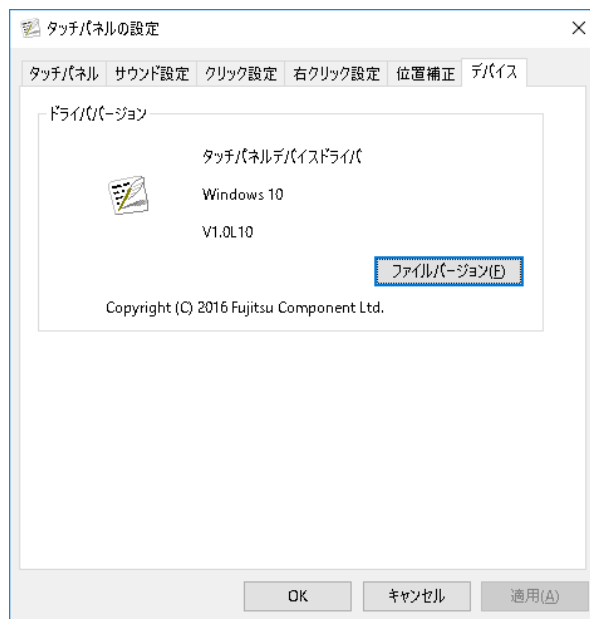 タッチパネルの設定
タッチパネル サウンド設定 クリック設定 右クリック設定 位置補正 デバイス
ドライババージョン
タッチパネルデバイスドライバ
Windows 10
V1.0L10
ファイルバージョン(F)
Copyright (C) 2016 Fujitsu Component Ltd.
OK キャンセル 適用(A)